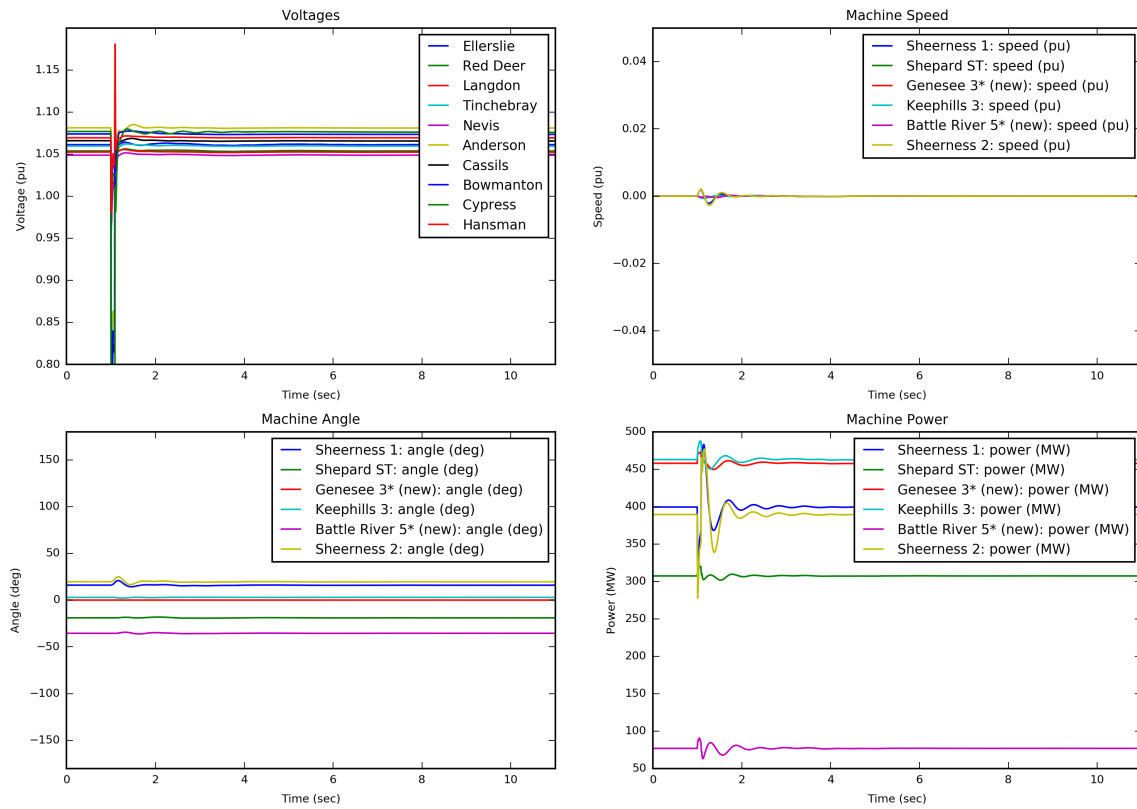 Voltages
Voltage (pu)
1.15
1.10
1.05
1.00
0.95
0.90
0.85
0.80
0 2 4 6 8 10
Time (sec)
Ellerslie
Red Deer
Langdon
Tinchebray
Nevis
Anderson
Cassils
Bowmanton
Cypress
Hansman
Machine Speed
Speed (pu)
0.04
0.02
0.00
−0.02
−0.04
0 2 4 6 8 10
Time (sec)
Sheerness 1: speed (pu)
Shepard ST: speed (pu)
Genesee 3* (new): speed (pu)
Keephills 3: speed (pu)
Battle River 5* (new): speed (pu)
Sheerness 2: speed (pu)
Machine Angle
Angle (deg)
150
100
50
0
−50
−100
−150
0 2 4 6 8 10
Time (sec)
Sheerness 1: angle (deg)
Shepard ST: angle (deg)
Genesee 3* (new): angle (deg)
Keephills 3: angle (deg)
Battle River 5* (new): angle (deg)
Sheerness 2: angle (deg)
Machine Power
Power (MW)
500
450
400
350
300
250
200
150
100
50
0 2 4 6 8 10
Time (sec)
Sheerness 1: power (MW)
Shepard ST: power (MW)
Genesee 3* (new): power (MW)
Keephills 3: power (MW)
Battle River 5* (new): power (MW)
Sheerness 2: power (MW)